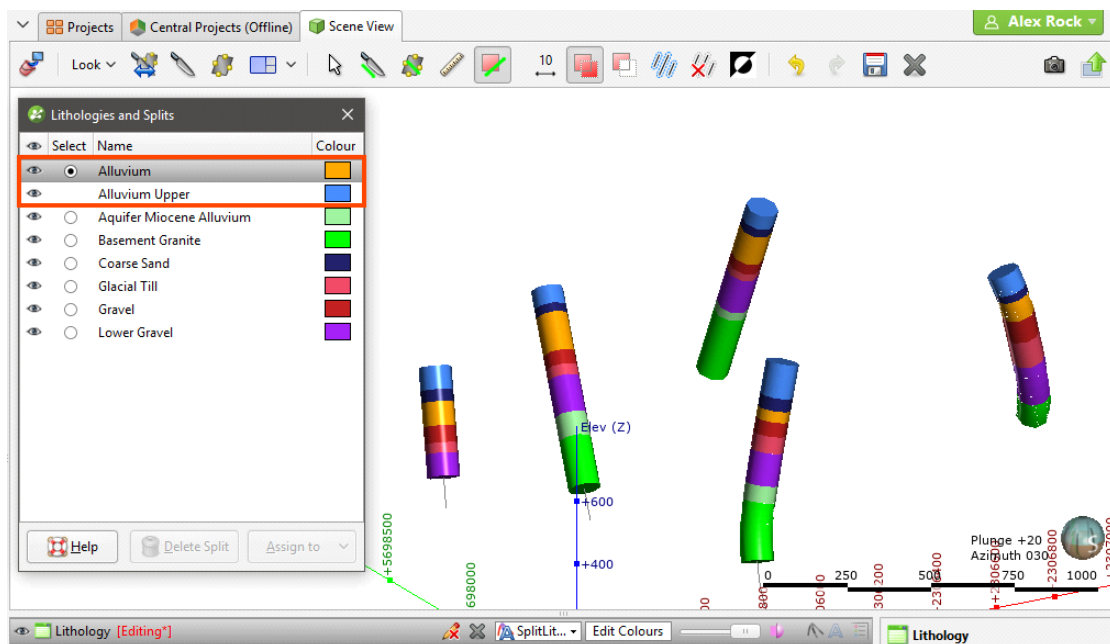 Projects Central Projects (Offline) Scene View Alex Rock
Look 10
Lithologies and Splits
Select Name Colour
Alluvium
Alluvium Upper
Aquifer Miocene Alluvium
Basement Granite
Coarse Sand
Glacial Till
Gravel
Lower Gravel
Help Delete Split Assign to
Elev (Z)
+600
+400
+5698500
698000
Plunge +20
Azimuth 030
0 250 500 750 1000
S
Lithology [Editing*] SplitLit... Edit Colours Lithology